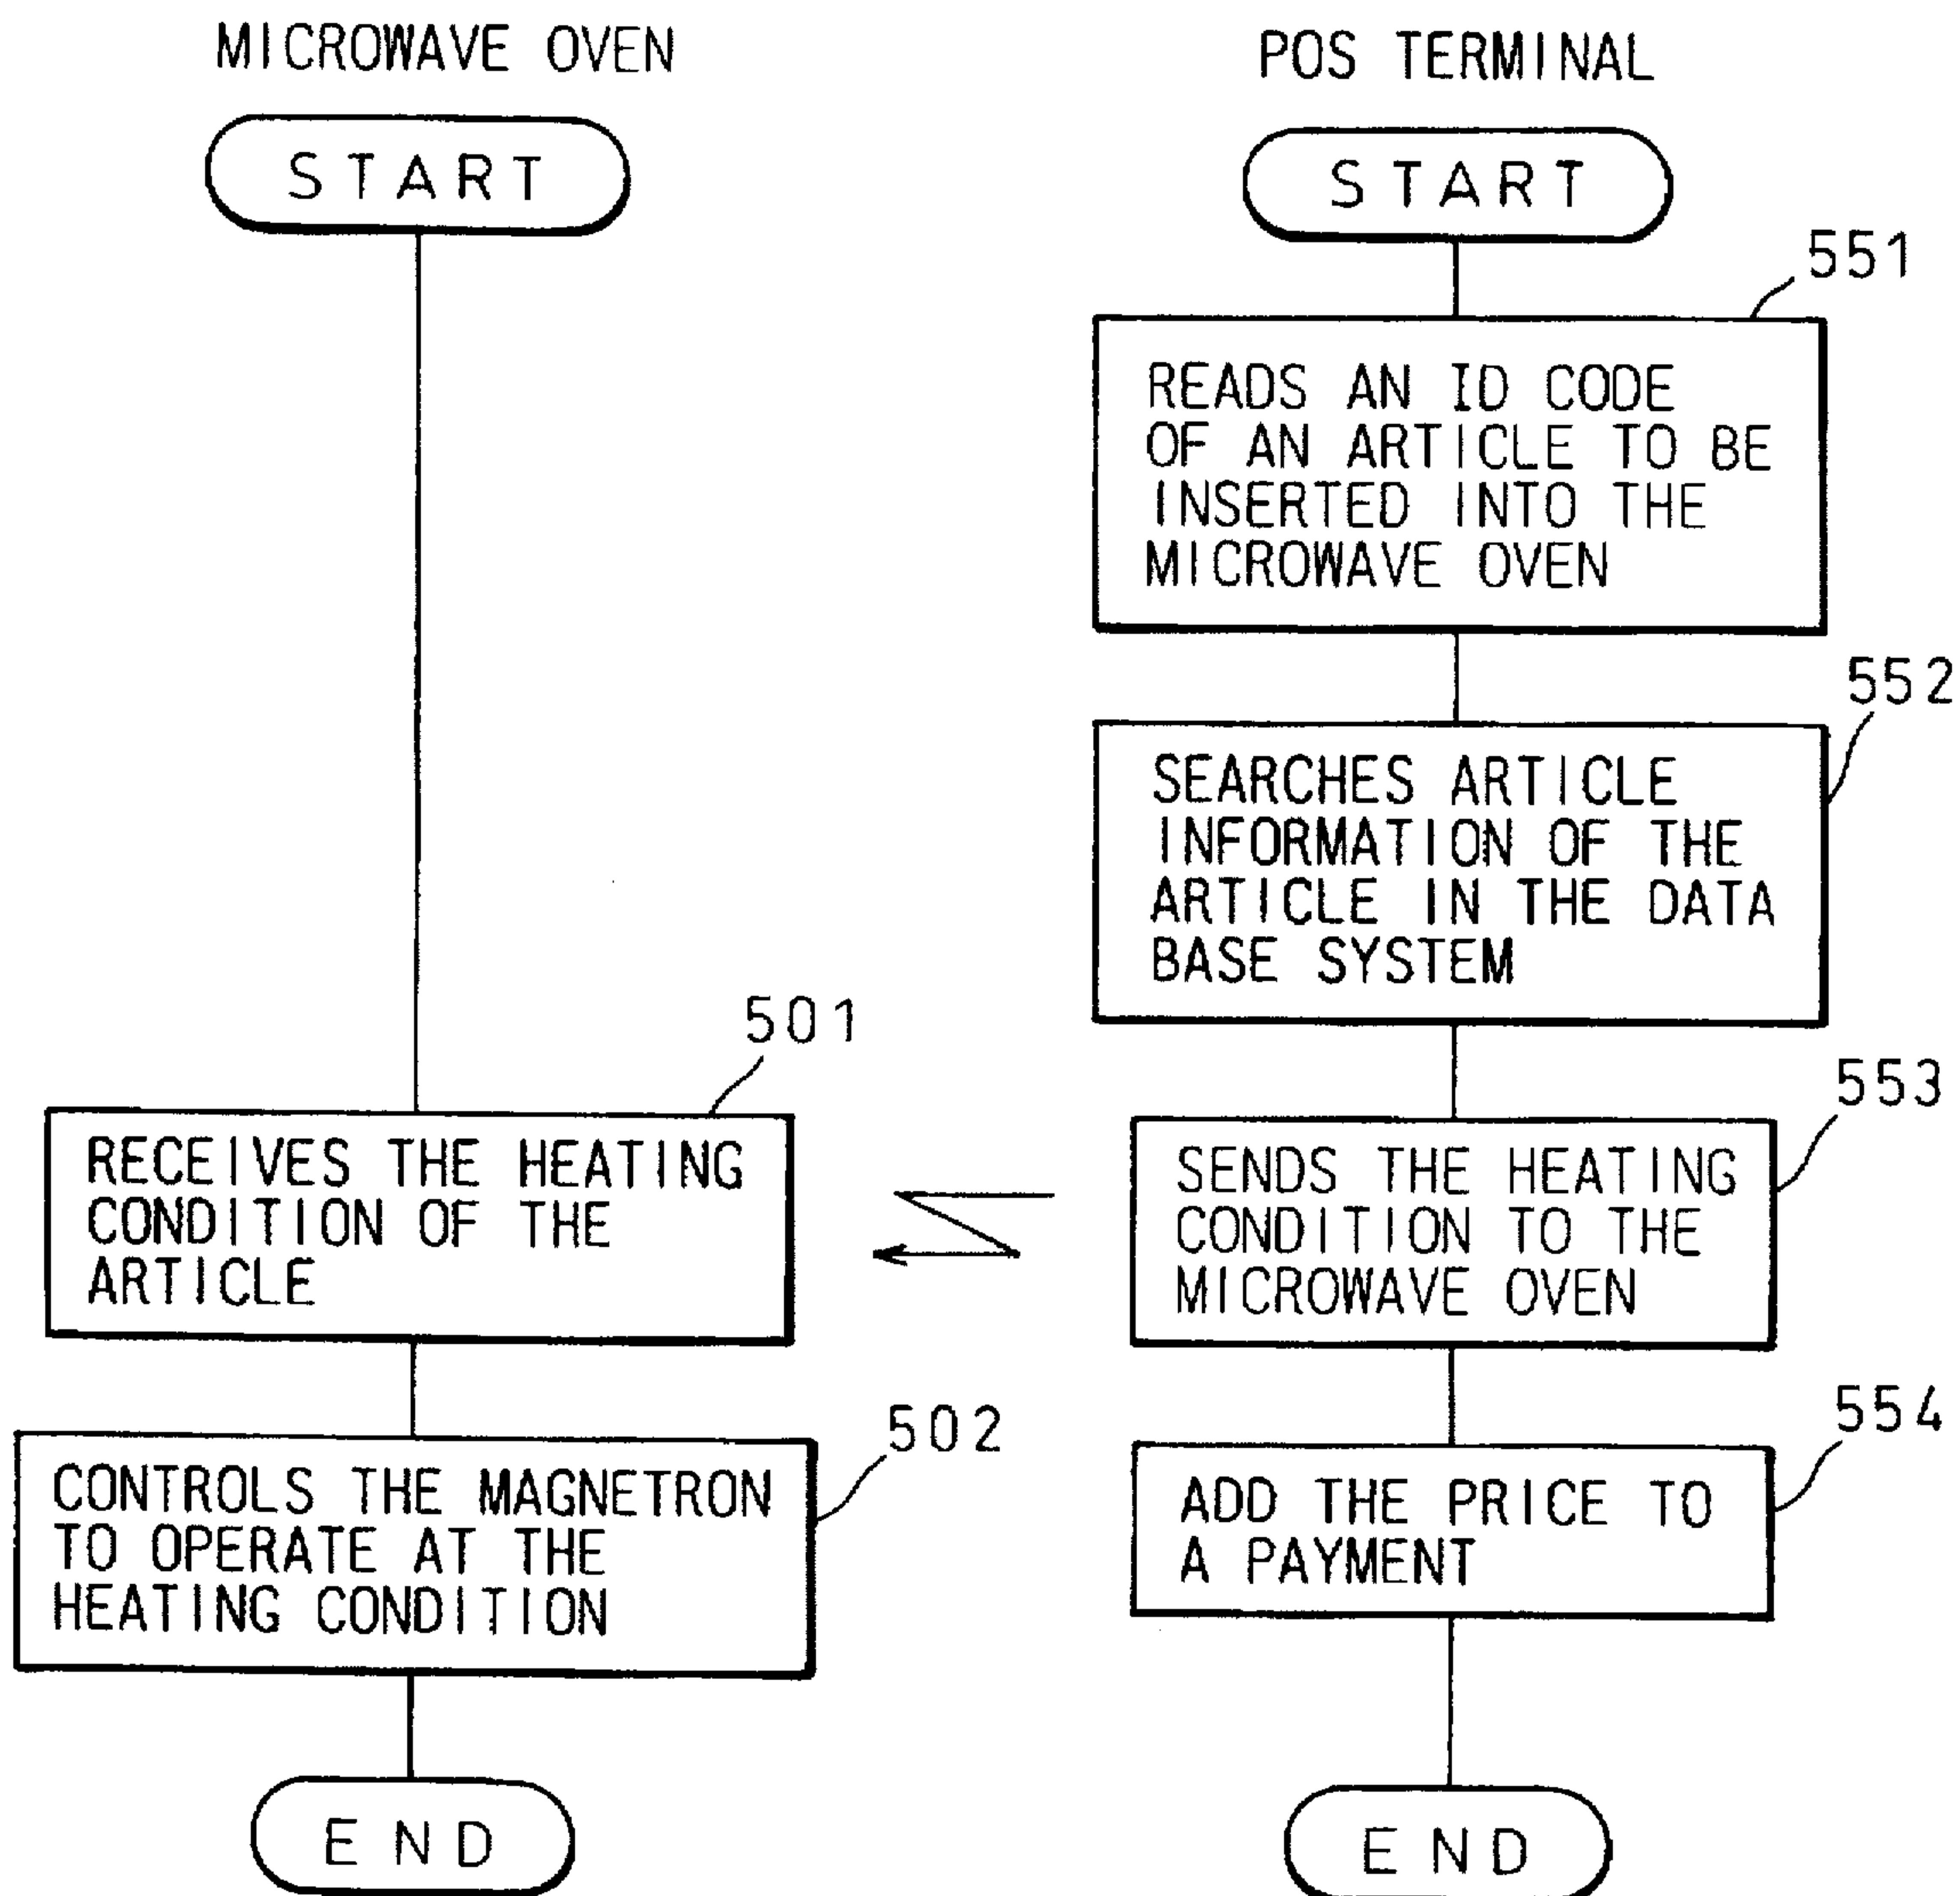 MICROWAVE OVEN
START
501
RECEIVES THE HEATING
CONDITION OF THE
ARTICLE
502
CONTROLS THE MAGNETRON
TO OPERATE AT THE
HEATING CONDITION
END
POS TERMINAL
START
551
READS AN ID CODE
OF AN ARTICLE TO BE
INSERTED INTO THE
MICROWAVE OVEN
552
SEARCHES ARTICLE
INFORMATION OF THE
ARTICLE IN THE DATA
BASE SYSTEM
553
SENDS THE HEATING
CONDITION TO THE
MICROWAVE OVEN
554
ADD THE PRICE TO
A PAYMENT
END